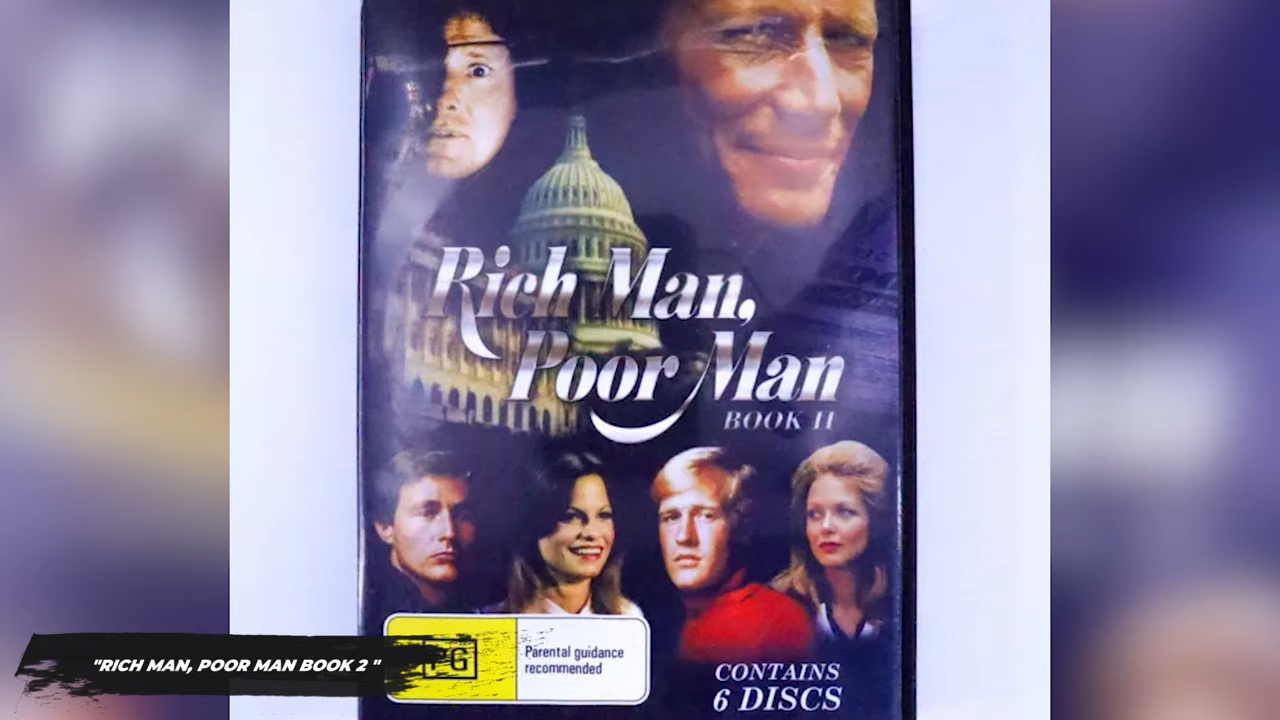 Rich Man,
Poor Man
BOOK II
PG
Parental guidance
recommended
CONTAINS
6 DISCS
"RICH MAN, POOR MAN BOOK 2 "